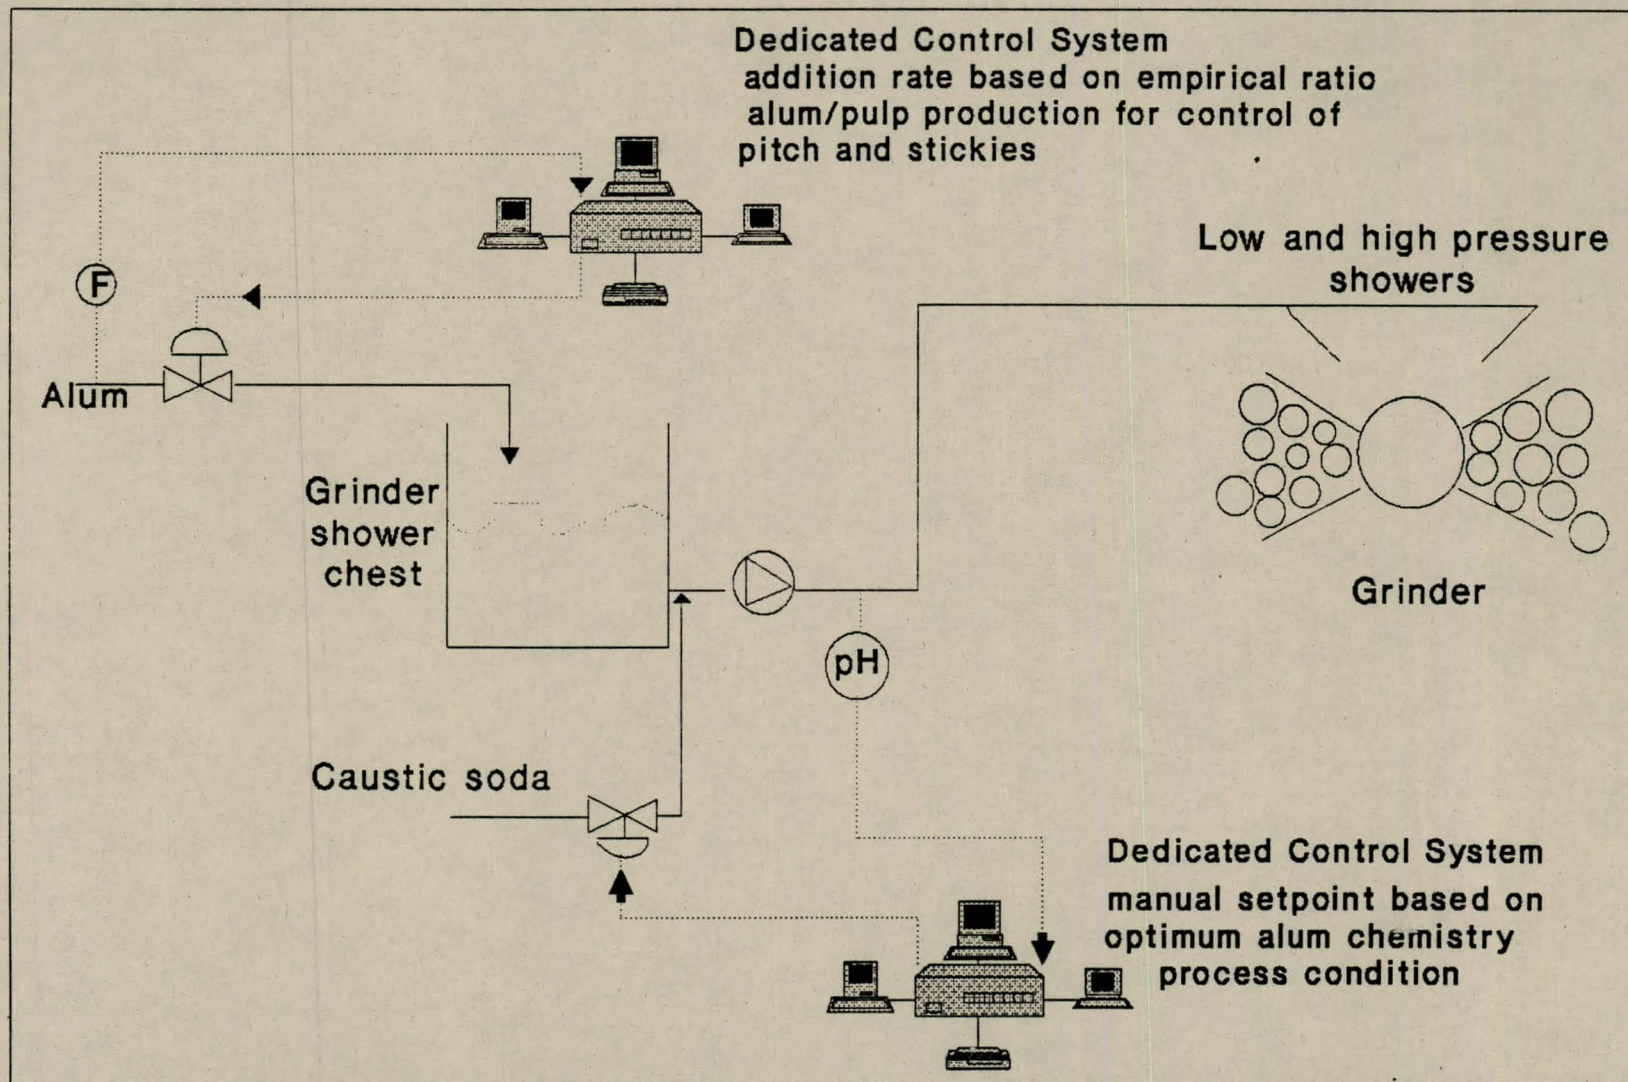 Dedicated Control System
addition rate based on empirical ratio
alum/pulp production for control of
pitch and stickies
Low and high pressure
showers
F
Alum
Grinder
shower
chest
Grinder
pH
Caustic soda
Dedicated Control System
manual setpoint based on
optimum alum chemistry
process condition